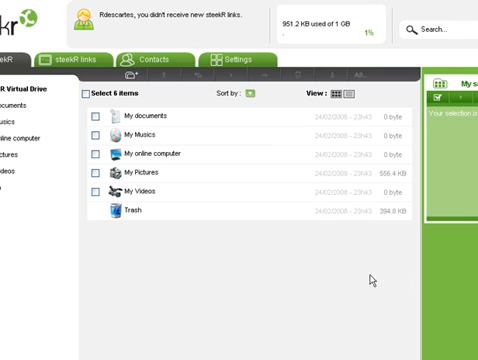 kr
Rdescartes, you didn't receive new steekr links.
951.2 KB used of 1 GB
1%
Search...
eekR
steekR links
Contacts
Settings
R Virtual Drive
ocuments
usics
nline computer
ctures
deos
Select 6 items
Sort by :
View :
My documents 24/02/2008 - 23h43 0 byte
My Musics 24/02/2008 - 23h43 0 byte
My online computer 24/02/2008 - 23h43 0 byte
My Pictures 24/02/2008 - 23h43 556.4 KB
My Videos 24/02/2008 - 23h43 0 byte
Trash 24/02/2008 - 23h43 394.8 KB
My s
Your selection is